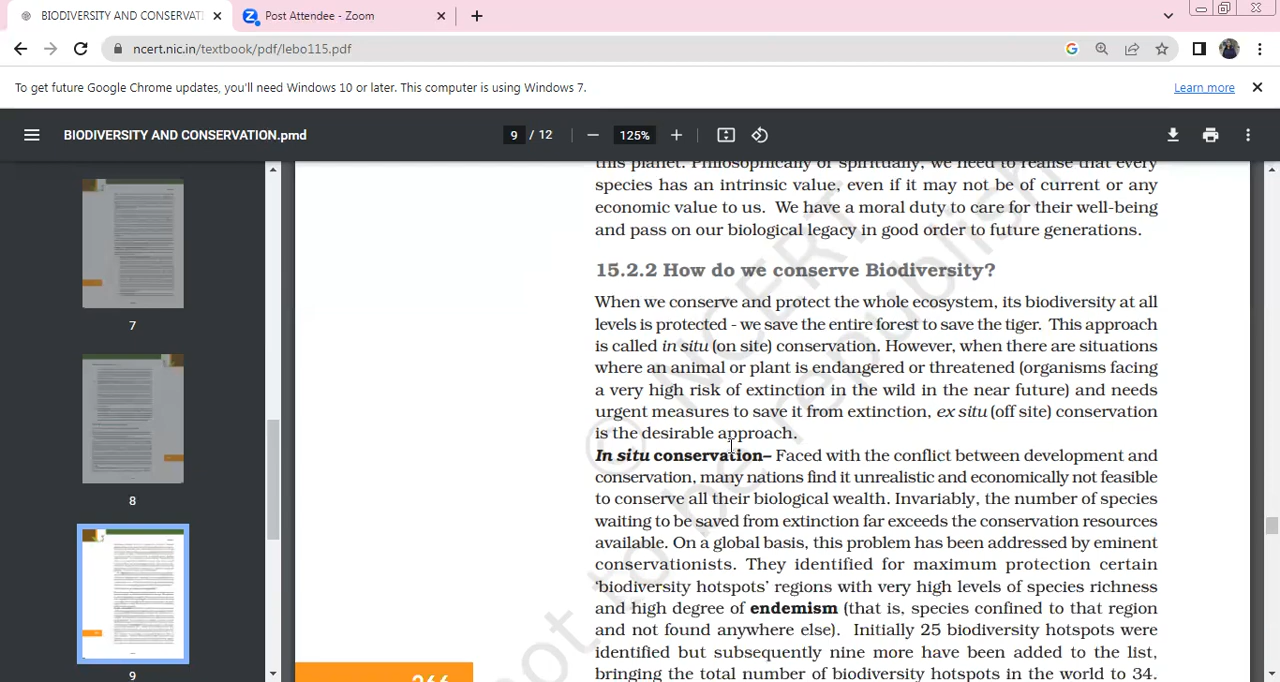 BIODIVERSITY AND CONSERVATI
Post Attendee - Zoom
ncert.nic.in/textbook/pdf/lebo115.pdf
To get future Google Chrome updates, you'll need Windows 10 or later. This computer is using Windows 7.
Learn more
BIODIVERSITY AND CONSERVATION.pmd
9 / 12
125%
7
8
9
this planet. Philosophically or spiritually, we need to realise that every
species has an intrinsic value, even if it may not be of current or any
economic value to us. We have a moral duty to care for their well-being
and pass on our biological legacy in good order to future generations.
15.2.2 How do we conserve Biodiversity?
When we conserve and protect the whole ecosystem, its biodiversity at all
levels is protected - we save the entire forest to save the tiger. This approach
is called in situ (on site) conservation. However, when there are situations
where an animal or plant is endangered or threatened (organisms facing
a very high risk of extinction in the wild in the near future) and needs
urgent measures to save it from extinction, ex situ (off site) conservation
is the desirable approach.
In situ conservation– Faced with the conflict between development and
conservation, many nations find it unrealistic and economically not feasible
to conserve all their biological wealth. Invariably, the number of species
waiting to be saved from extinction far exceeds the conservation resources
available. On a global basis, this problem has been addressed by eminent
conservationists. They identified for maximum protection certain
'biodiversity hotspots' regions with very high levels of species richness
and high degree of endemism (that is, species confined to that region
and not found anywhere else). Initially 25 biodiversity hotspots were
identified but subsequently nine more have been added to the list,
bringing the total number of biodiversity hotspots in the world to 34.
266
© NCERT
not to be republish